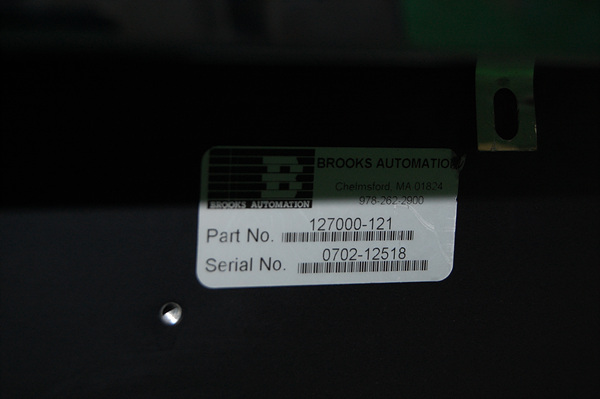 BROOKS AUTOMATION
Chelmsford, MA 01824
978-262-2900
B
BROOKS AUTOMATION
Part No. 127000-121
Serial No. 0702-12518